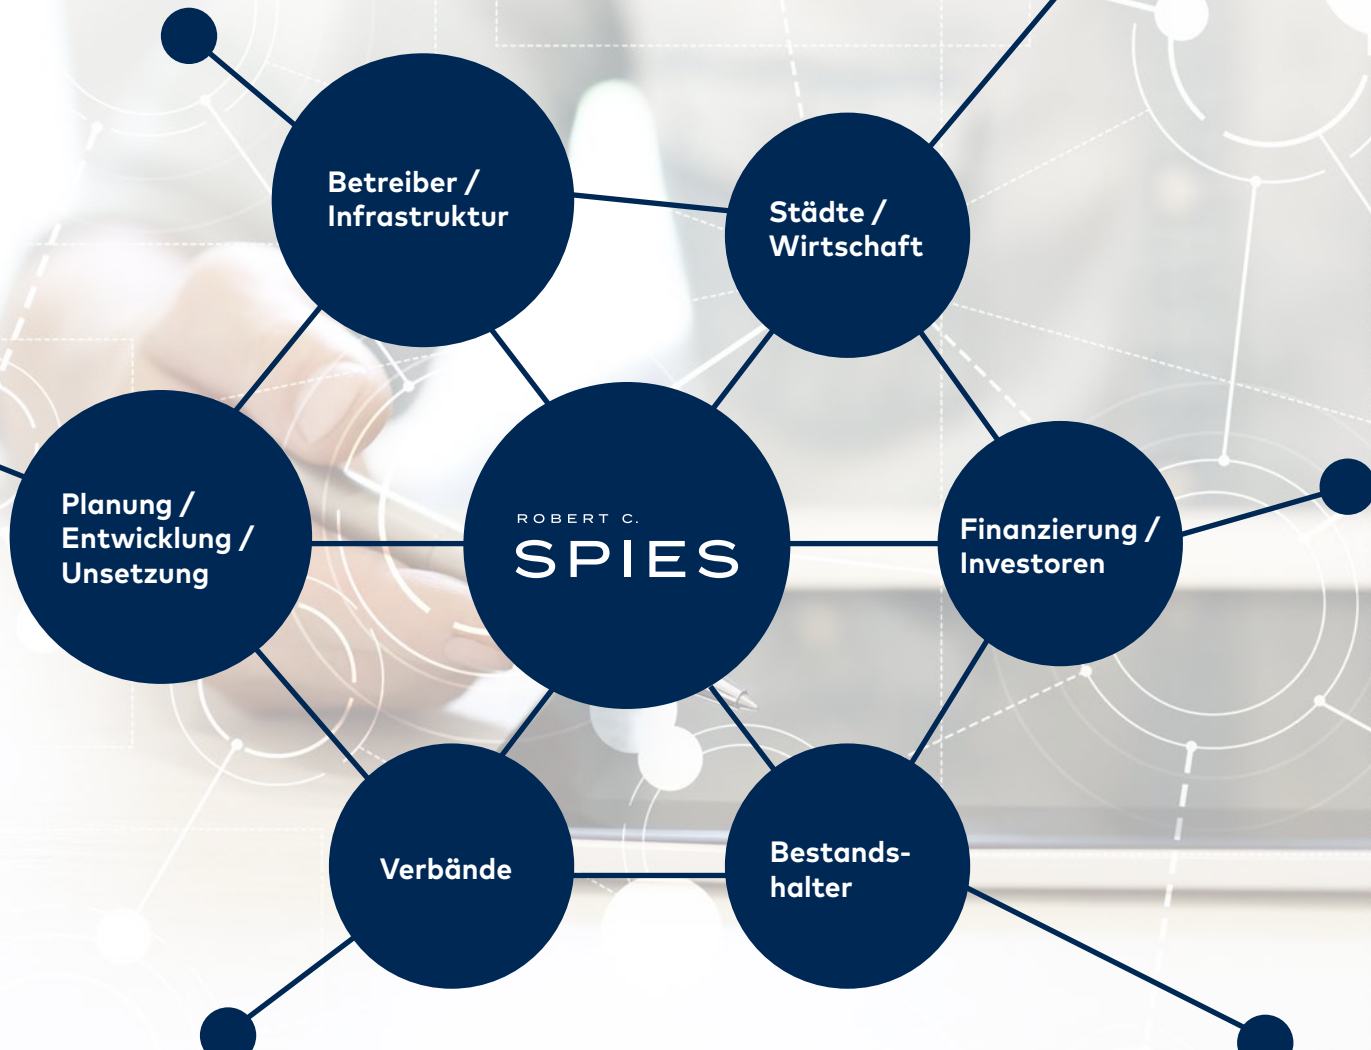 Betreiber /
Infrastruktur
Städte /
Wirtschaft
Planung /
Entwicklung /
Unsetzung
ROBERT C.
SPIES
Finanzierung /
Investoren
Verbände
Bestands-
halter